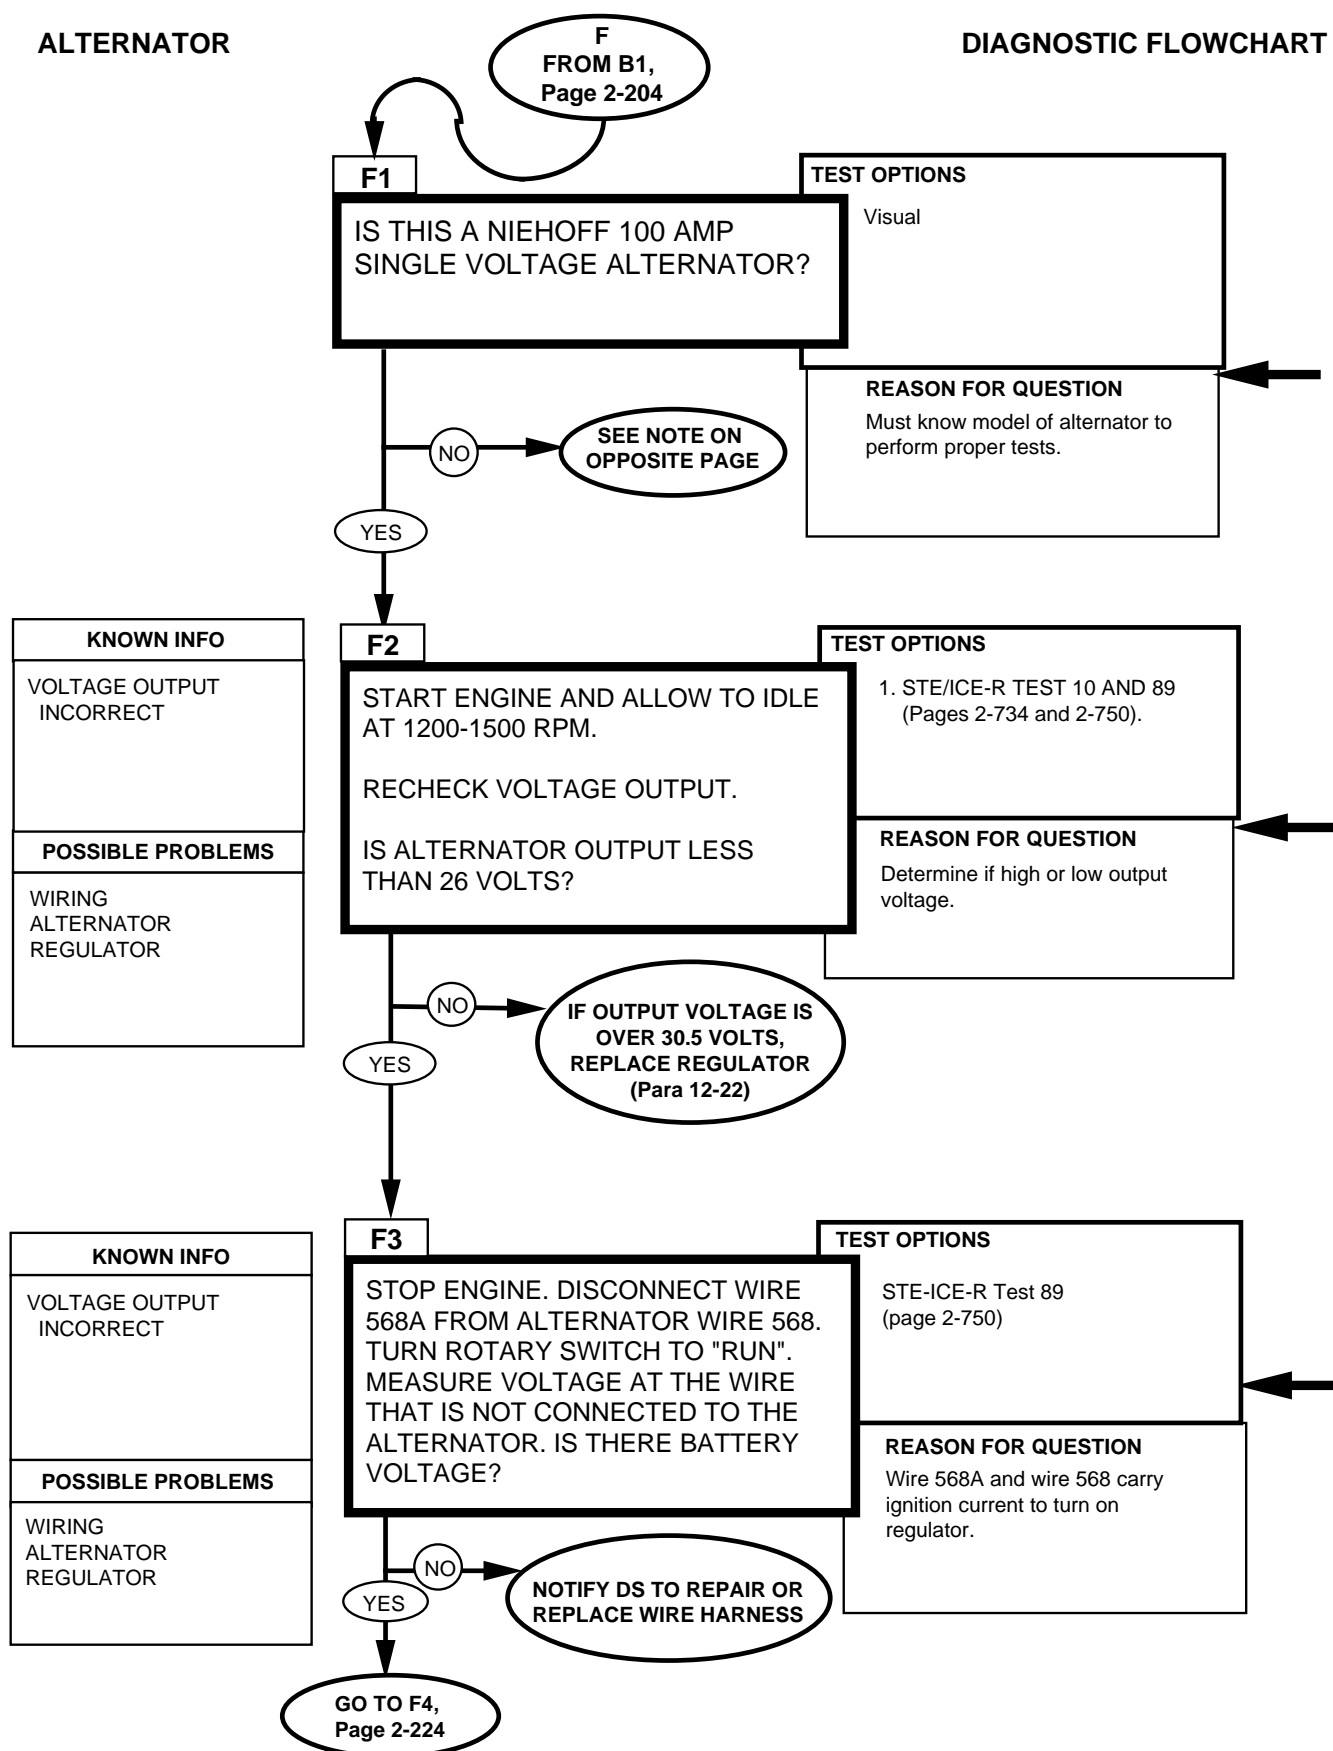 ALTERNATOR
DIAGNOSTIC FLOWCHART
F
FROM B1,
Page 2-204
F1
IS THIS A NIEHOFF 100 AMP
SINGLE VOLTAGE ALTERNATOR?
TEST OPTIONS
Visual
REASON FOR QUESTION
Must know model of alternator to
perform proper tests.
NO
SEE NOTE ON
OPPOSITE PAGE
YES
KNOWN INFO
VOLTAGE OUTPUT
INCORRECT
POSSIBLE PROBLEMS
WIRING
ALTERNATOR
REGULATOR
F2
START ENGINE AND ALLOW TO IDLE
AT 1200-1500 RPM.
RECHECK VOLTAGE OUTPUT.
IS ALTERNATOR OUTPUT LESS
THAN 26 VOLTS?
TEST OPTIONS
1. STE/ICE-R TEST 10 AND 89
(Pages 2-734 and 2-750).
REASON FOR QUESTION
Determine if high or low output
voltage.
NO
IF OUTPUT VOLTAGE IS
OVER 30.5 VOLTS,
REPLACE REGULATOR
(Para 12-22)
YES
KNOWN INFO
VOLTAGE OUTPUT
INCORRECT
POSSIBLE PROBLEMS
WIRING
ALTERNATOR
REGULATOR
F3
STOP ENGINE. DISCONNECT WIRE
568A FROM ALTERNATOR WIRE 568.
TURN ROTARY SWITCH TO "RUN".
MEASURE VOLTAGE AT THE WIRE
THAT IS NOT CONNECTED TO THE
ALTERNATOR. IS THERE BATTERY
VOLTAGE?
TEST OPTIONS
STE-ICE-R Test 89
(page 2-750)
REASON FOR QUESTION
Wire 568A and wire 568 carry
ignition current to turn on
regulator.
NO
NOTIFY DS TO REPAIR OR
REPLACE WIRE HARNESS
YES
GO TO F4,
Page 2-224